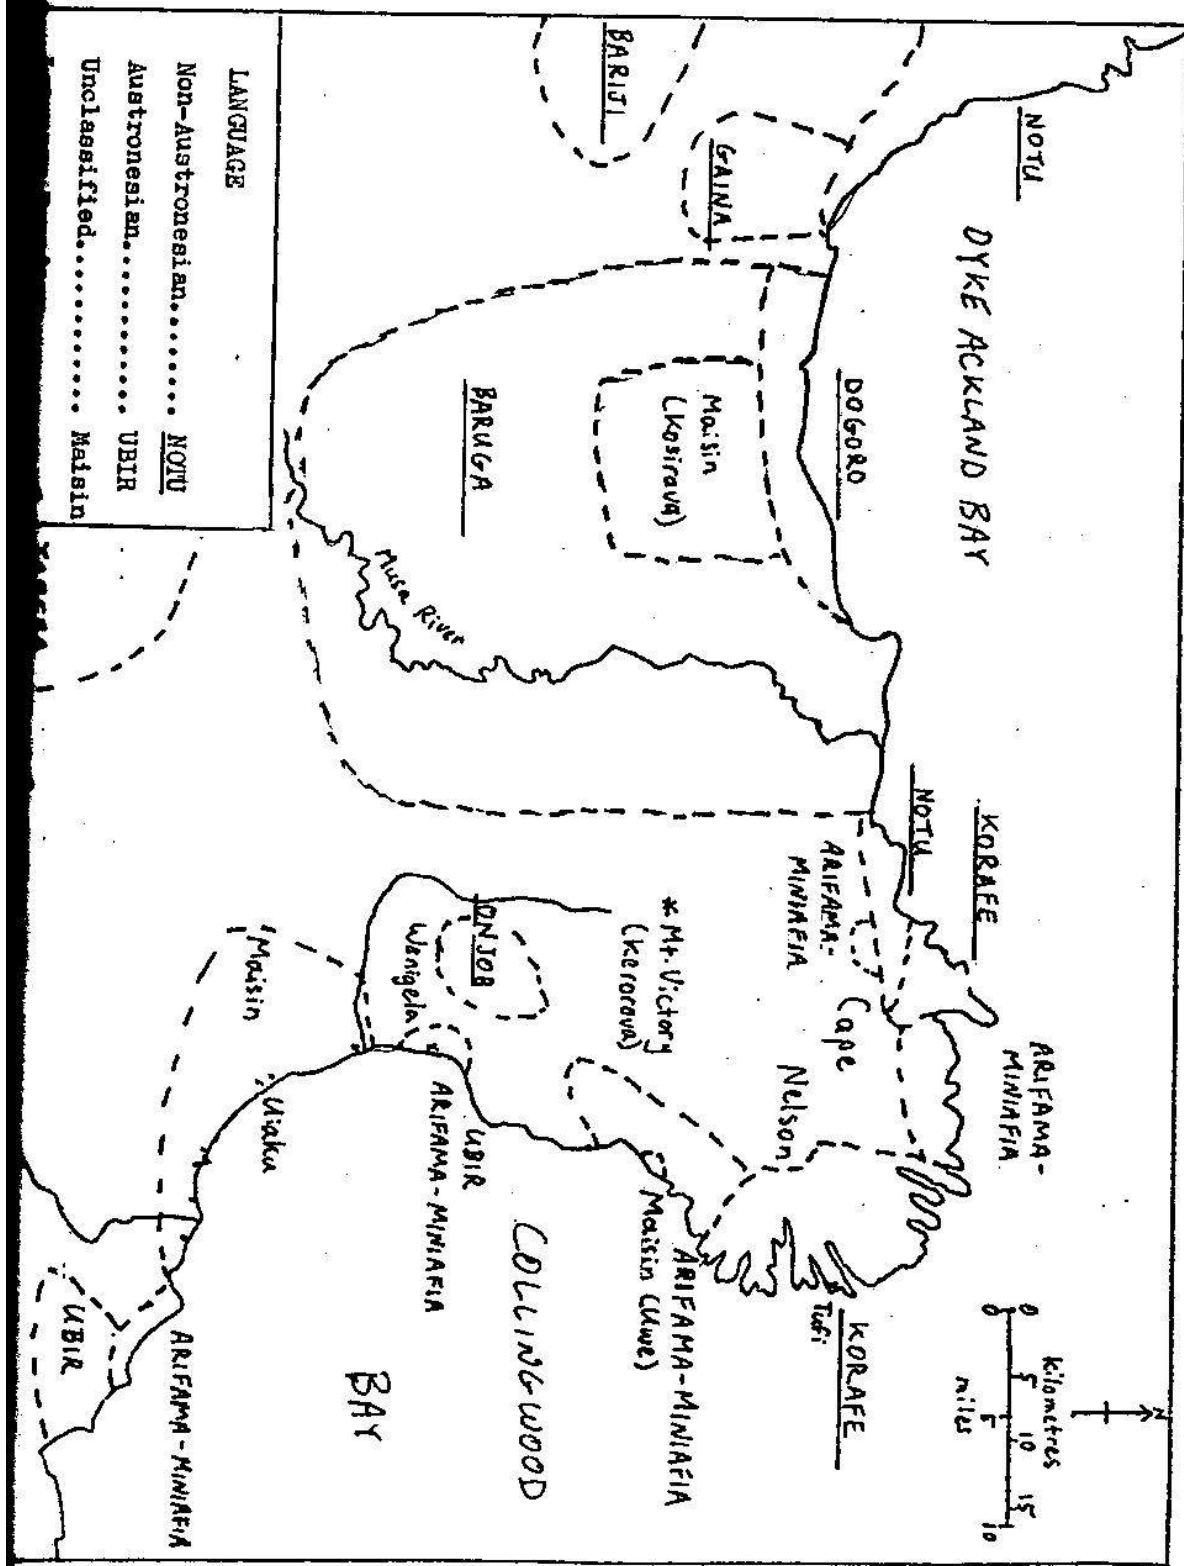 NOTU
DYKE ACKLAND BAY
BARIJI
GAINA
DOGORO
Maisin
(Kosirava)
BARUGA
Musa River
NOTU
KORAFE
ARIFAMA-
MINIAFIA
ARIFAMA-
MINIAFIA
Cape
Nelson
* Mt. Victory
(Kerorova)
ONJOB
Wanigela
UBIR
ARIFAMA-MINIAFIA
Maisin
Uiaku
N
kilometres
0 5 10 15
0 5 10
miles
KORAFE
Tufi
ARIFAMA-MINIAFIA
Maisin (Uwe)
COLLINGWOOD
BAY
ARIFAMA-MINIAFIA
UBIR
LANGUAGE
Non-Austronesian....... NOTU
Austronesian............ UBIR
Unclassified............ Maisin